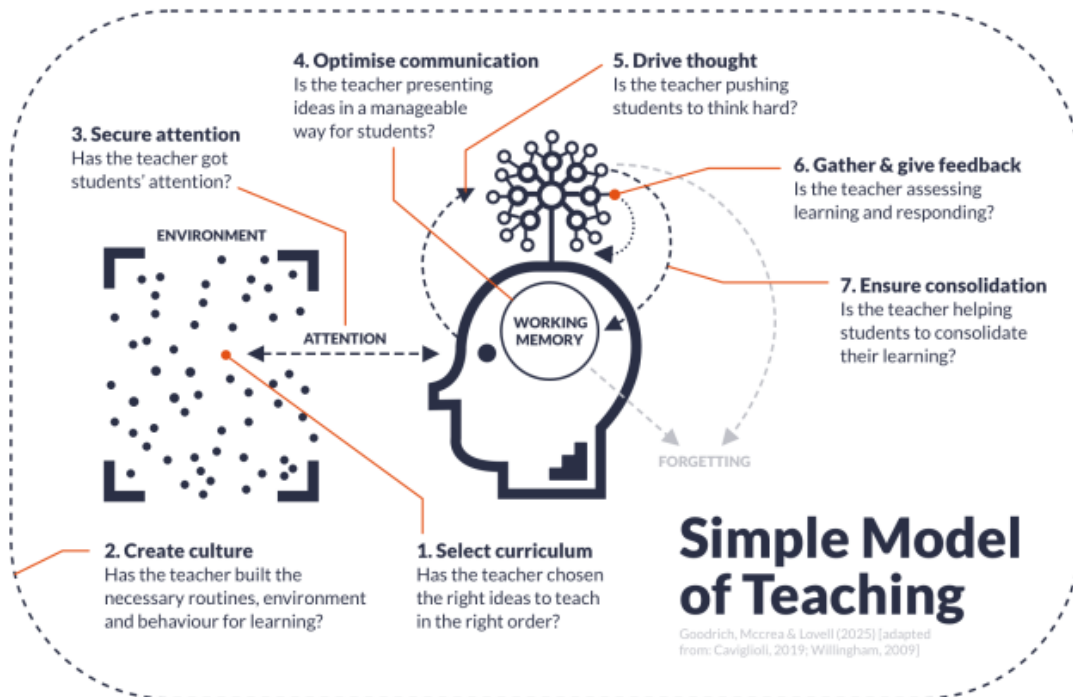 4. Optimise communication
Is the teacher presenting
ideas in a manageable
way for students?
5. Drive thought
Is the teacher pushing
students to think hard?
3. Secure attention
Has the teacher got
students' attention?
6. Gather & give feedback
Is the teacher assessing
learning and responding?
ENVIRONMENT
ATTENTION
WORKING
MEMORY
7. Ensure consolidation
Is the teacher helping
students to consolidate
their learning?
FORGETTING
2. Create culture
Has the teacher built the
necessary routines, environment
and behaviour for learning?
1. Select curriculum
Has the teacher chosen
the right ideas to teach
in the right order?
Simple Model
of Teaching
Goodrich, Mccrea & Lovell (2025) [adapted
from: Caviglioli, 2019; Willingham, 2009]